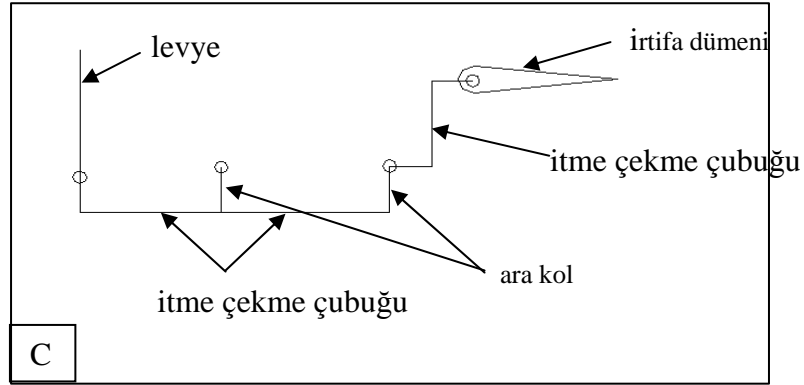 levye
irtifa dümeni
itme çekme çubuğu
ara kol
itme çekme çubuğu
C